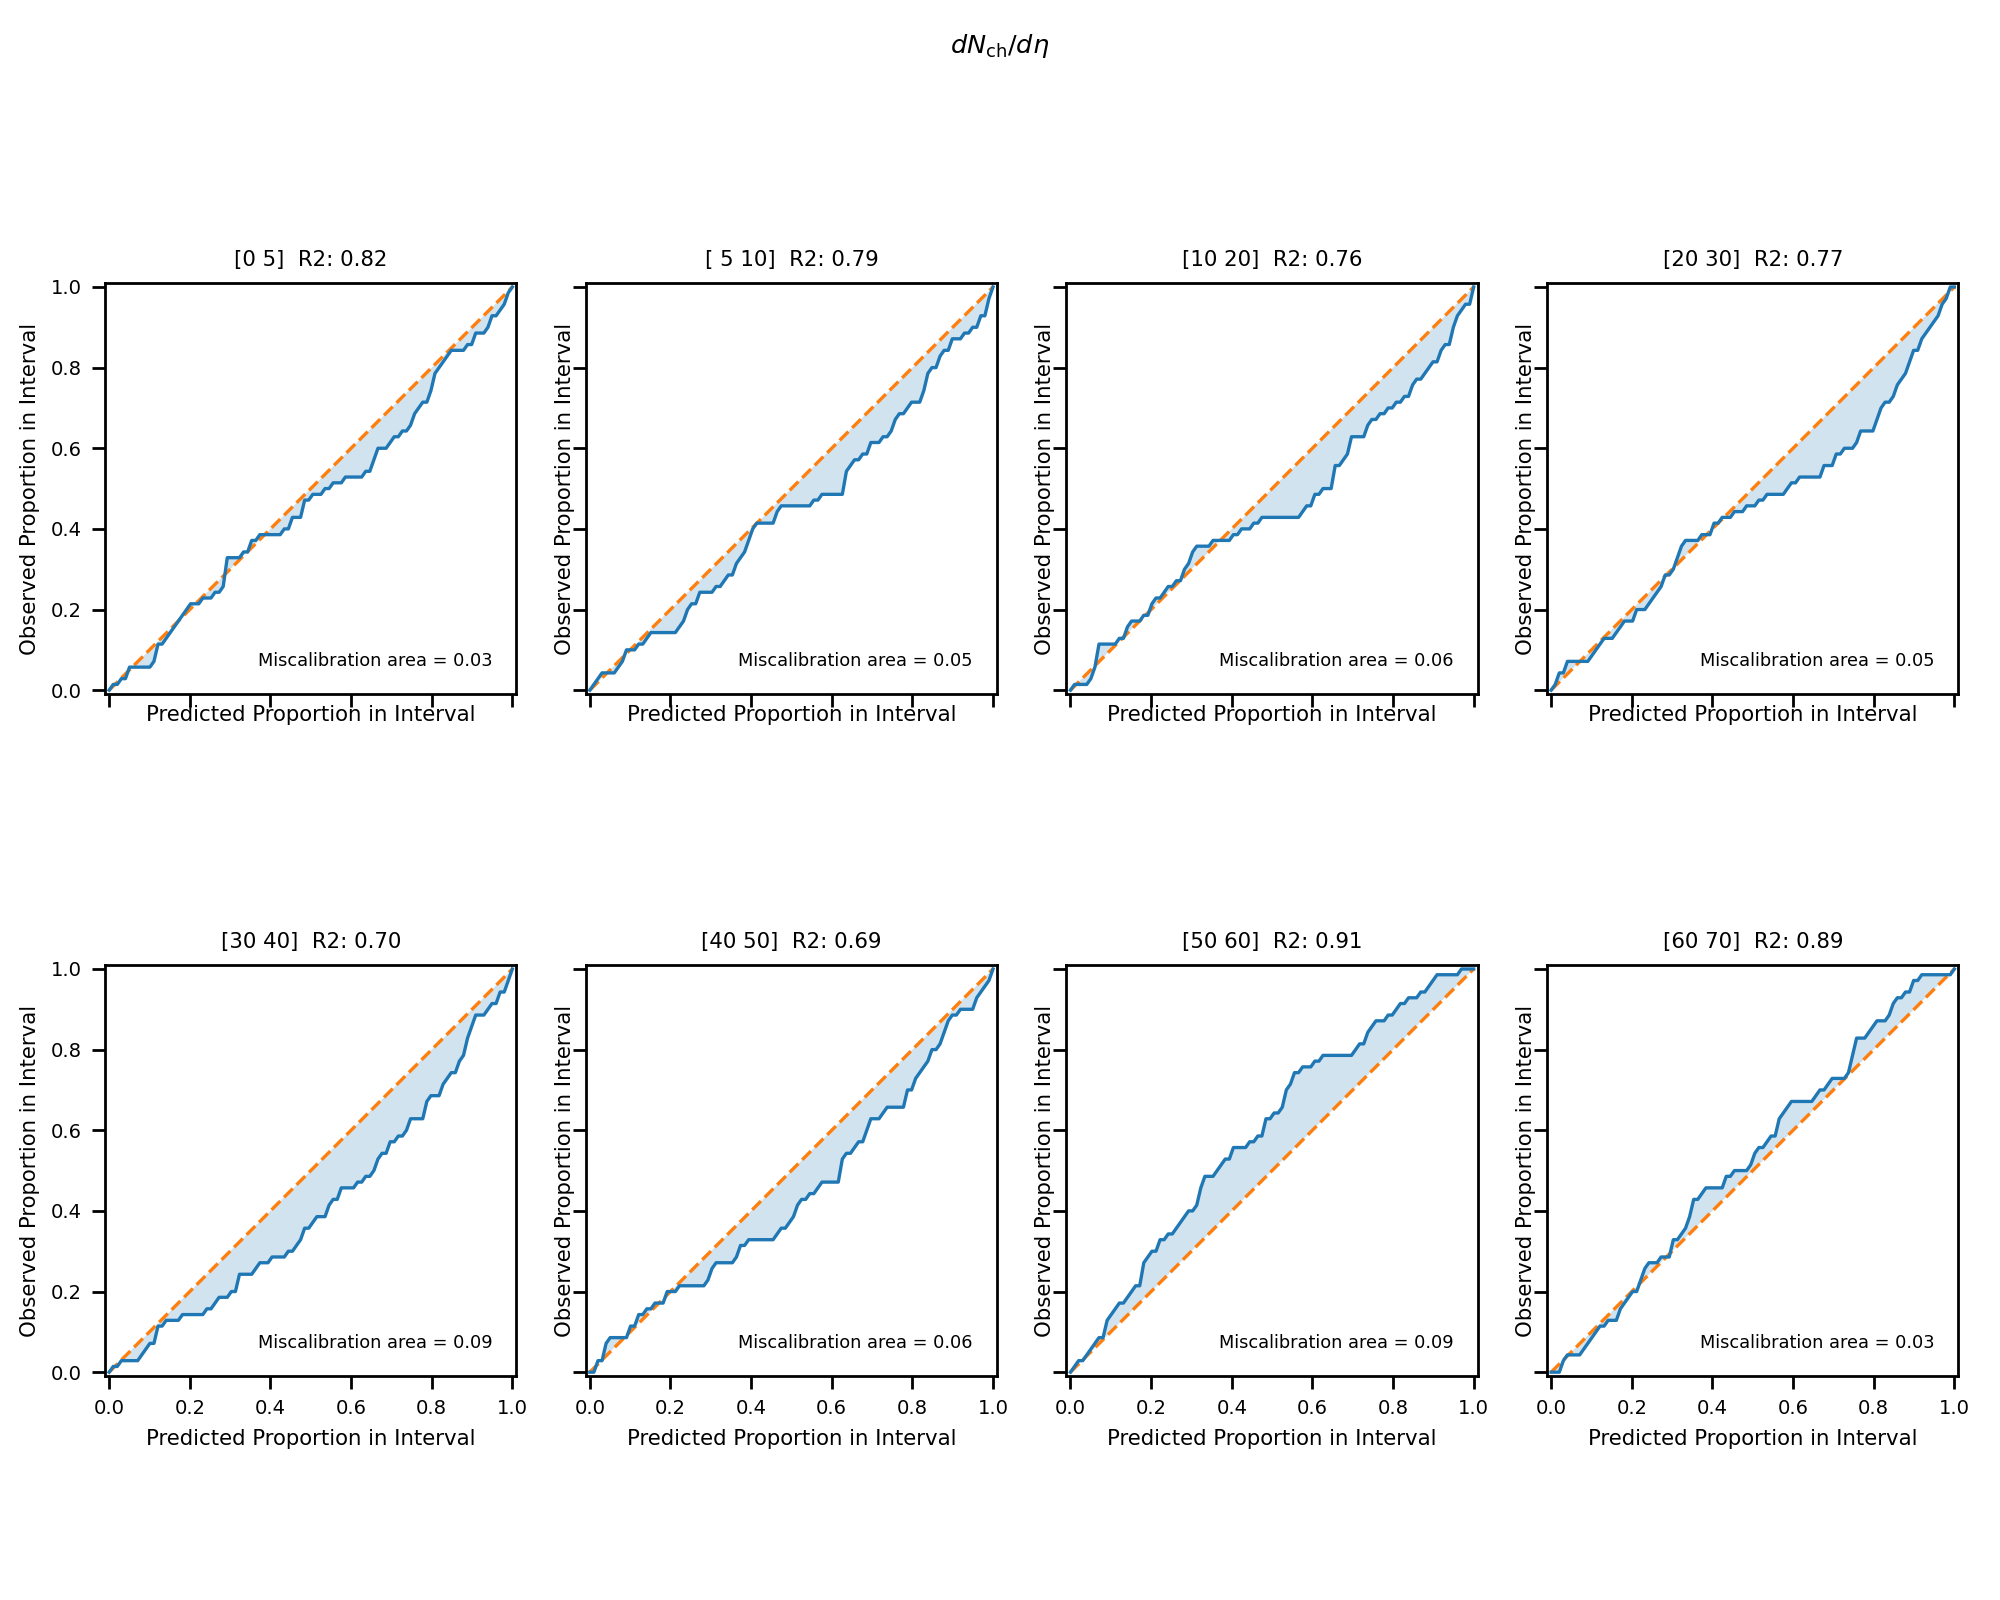 dN_ch/dη
[0 5]  R2: 0.82
[ 5 10]  R2: 0.79
[10 20]  R2: 0.76
[20 30]  R2: 0.77
Observed Proportion in Interval
1.0
0.8
0.6
0.4
0.2
0.0
Miscalibration area = 0.03
Predicted Proportion in Interval
Observed Proportion in Interval
Miscalibration area = 0.05
Predicted Proportion in Interval
Observed Proportion in Interval
Miscalibration area = 0.06
Predicted Proportion in Interval
Observed Proportion in Interval
Miscalibration area = 0.05
Predicted Proportion in Interval
[30 40]  R2: 0.70
[40 50]  R2: 0.69
[50 60]  R2: 0.91
[60 70]  R2: 0.89
Observed Proportion in Interval
1.0
0.8
0.6
0.4
0.2
0.0
Miscalibration area = 0.09
0.0 0.2 0.4 0.6 0.8 1.0
Predicted Proportion in Interval
Observed Proportion in Interval
Miscalibration area = 0.06
0.0 0.2 0.4 0.6 0.8 1.0
Predicted Proportion in Interval
Observed Proportion in Interval
Miscalibration area = 0.09
0.0 0.2 0.4 0.6 0.8 1.0
Predicted Proportion in Interval
Observed Proportion in Interval
Miscalibration area = 0.03
0.0 0.2 0.4 0.6 0.8 1.0
Predicted Proportion in Interval